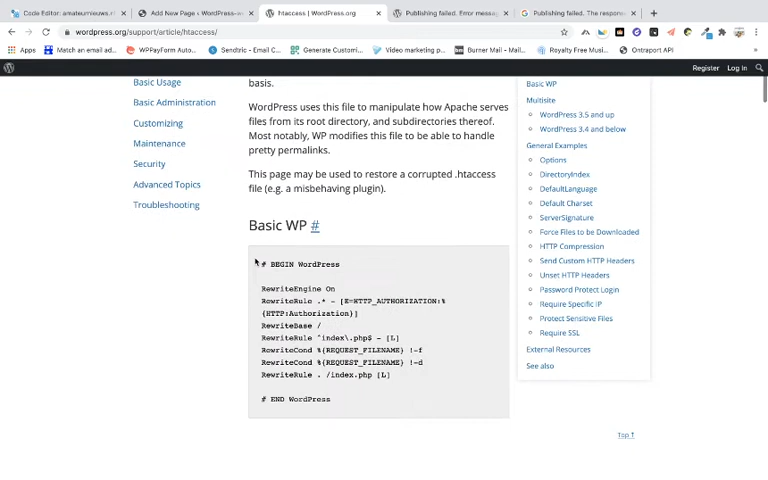 Code Editor: amateurnieuws.nl
Add New Page ‹ WordPress-w
htaccess | WordPress.org
Publishing failed. Error messa
Publishing failed. The respon
wordpress.org/support/article/htaccess/
Apps
Match an email ad...
WPPayForm Auto...
Sendtric - Email C...
Generate Customi...
Video marketing p...
Burner Mail - Mail...
Royalty Free Musi...
Ontraport API
Register
Log In
Basic Usage
Basic Administration
Customizing
Maintenance
Security
Advanced Topics
Troubleshooting
basis.
WordPress uses this file to manipulate how Apache serves
files from its root directory, and subdirectories thereof.
Most notably, WP modifies this file to be able to handle
pretty permalinks.
This page may be used to restore a corrupted .htaccess
file (e.g. a misbehaving plugin).
Basic WP #
# BEGIN WordPress
RewriteEngine On
RewriteRule .* - [E=HTTP_AUTHORIZATION:%
{HTTP:Authorization}]
RewriteBase /
RewriteRule ^index\.php$ - [L]
RewriteCond %{REQUEST_FILENAME} !-f
RewriteCond %{REQUEST_FILENAME} !-d
RewriteRule . /index.php [L]
# END WordPress
Basic WP
Multisite
WordPress 3.5 and up
WordPress 3.4 and below
General Examples
Options
DirectoryIndex
DefaultLanguage
Default Charset
ServerSignature
Force Files to be Downloaded
HTTP Compression
Send Custom HTTP Headers
Unset HTTP Headers
Password Protect Login
Require Specific IP
Protect Sensitive Files
Require SSL
External Resources
See also
Top ↑